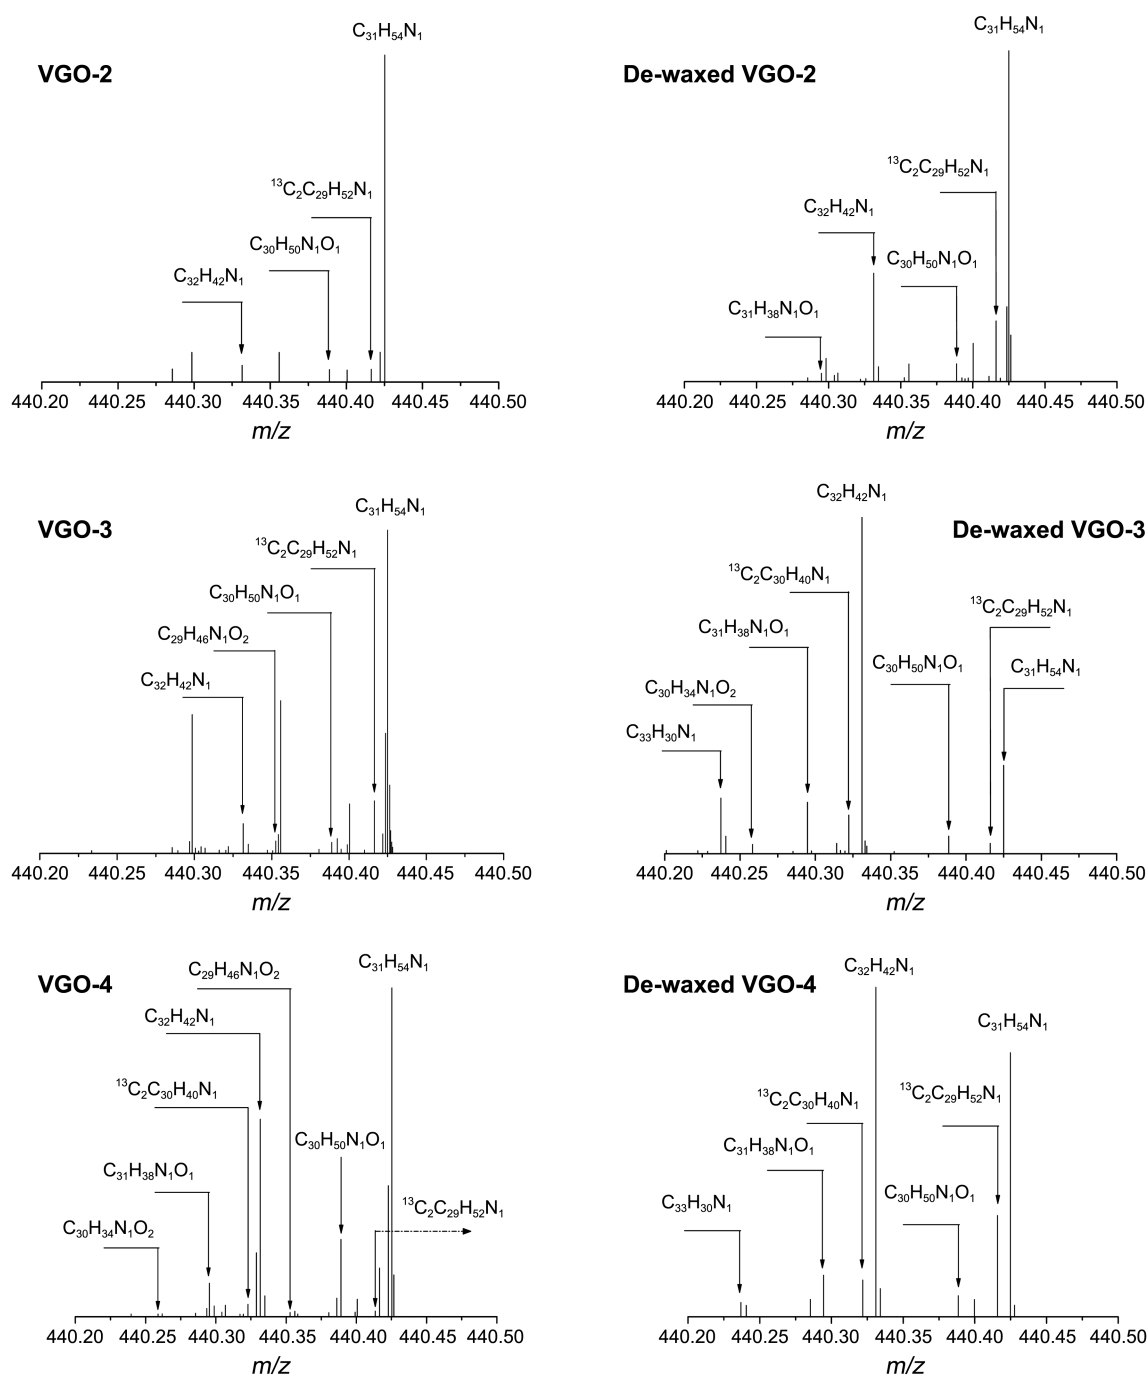 VGO-2
C₃₁H₅₄N₁
¹³C₂C₂₉H₅₂N₁
C₃₀H₅₀N₁O₁
C₃₂H₄₂N₁
440.20 440.25 440.30 440.35 440.40 440.45 440.50
m/z
De-waxed VGO-2
C₃₁H₅₄N₁
¹³C₂C₂₉H₅₂N₁
C₃₂H₄₂N₁
C₃₀H₅₀N₁O₁
C₃₁H₃₈N₁O₁
440.20 440.25 440.30 440.35 440.40 440.45 440.50
m/z
VGO-3
C₃₁H₅₄N₁
¹³C₂C₂₉H₅₂N₁
C₃₀H₅₀N₁O₁
C₂₉H₄₆N₁O₂
C₃₂H₄₂N₁
440.20 440.25 440.30 440.35 440.40 440.45 440.50
m/z
C₃₂H₄₂N₁
De-waxed VGO-3
¹³C₂C₃₀H₄₀N₁
¹³C₂C₂₉H₅₂N₁
C₃₁H₃₈N₁O₁
C₃₀H₅₀N₁O₁
C₃₁H₅₄N₁
C₃₀H₃₄N₁O₂
C₃₃H₃₀N₁
440.20 440.25 440.30 440.35 440.40 440.45 440.50
m/z
VGO-4
C₂₉H₄₆N₁O₂
C₃₁H₅₄N₁
C₃₂H₄₂N₁
¹³C₂C₃₀H₄₀N₁
C₃₀H₅₀N₁O₁
C₃₁H₃₈N₁O₁
¹³C₂C₂₉H₅₂N₁
C₃₀H₃₄N₁O₂
440.20 440.25 440.30 440.35 440.40 440.45 440.50
m/z
De-waxed VGO-4
C₃₂H₄₂N₁
C₃₁H₅₄N₁
¹³C₂C₃₀H₄₀N₁
¹³C₂C₂₉H₅₂N₁
C₃₁H₃₈N₁O₁
C₃₀H₅₀N₁O₁
C₃₃H₃₀N₁
440.20 440.25 440.30 440.35 440.40 440.45 440.50
m/z